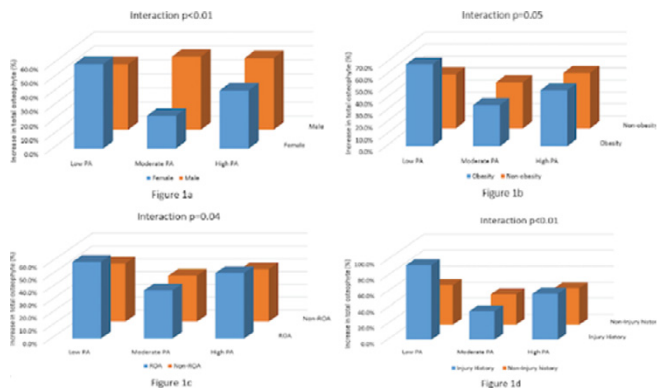 Interaction p<0.01
Increase in total osteophyte (%)
60.0%
50.0%
40.0%
30.0%
20.0%
10.0%
0.0%
Low PA
Moderate PA
High PA
Male
Female
Female Male
Figure 1a
Interaction p=0.05
Increase in total osteophyte (%)
70.0%
60.0%
50.0%
40.0%
30.0%
20.0%
10.0%
0.0%
Low PA
Moderate PA
High PA
Non-obesity
Obesity
Obesity Non-obesity
Figure 1b
Interaction p=0.04
Increase in total osteophyte (%)
60.0%
50.0%
40.0%
30.0%
20.0%
10.0%
0.0%
Low PA
Moderate PA
High PA
Non-ROA
ROA
ROA Non-ROA
Figure 1c
Interaction p<0.01
Increase in total osteophyte (%)
100.0%
80.0%
60.0%
40.0%
20.0%
0.0%
Low PA
Moderate PA
High PA
Non-Injury history
Injury History
Injury History Non-Injury history
Figure 1d